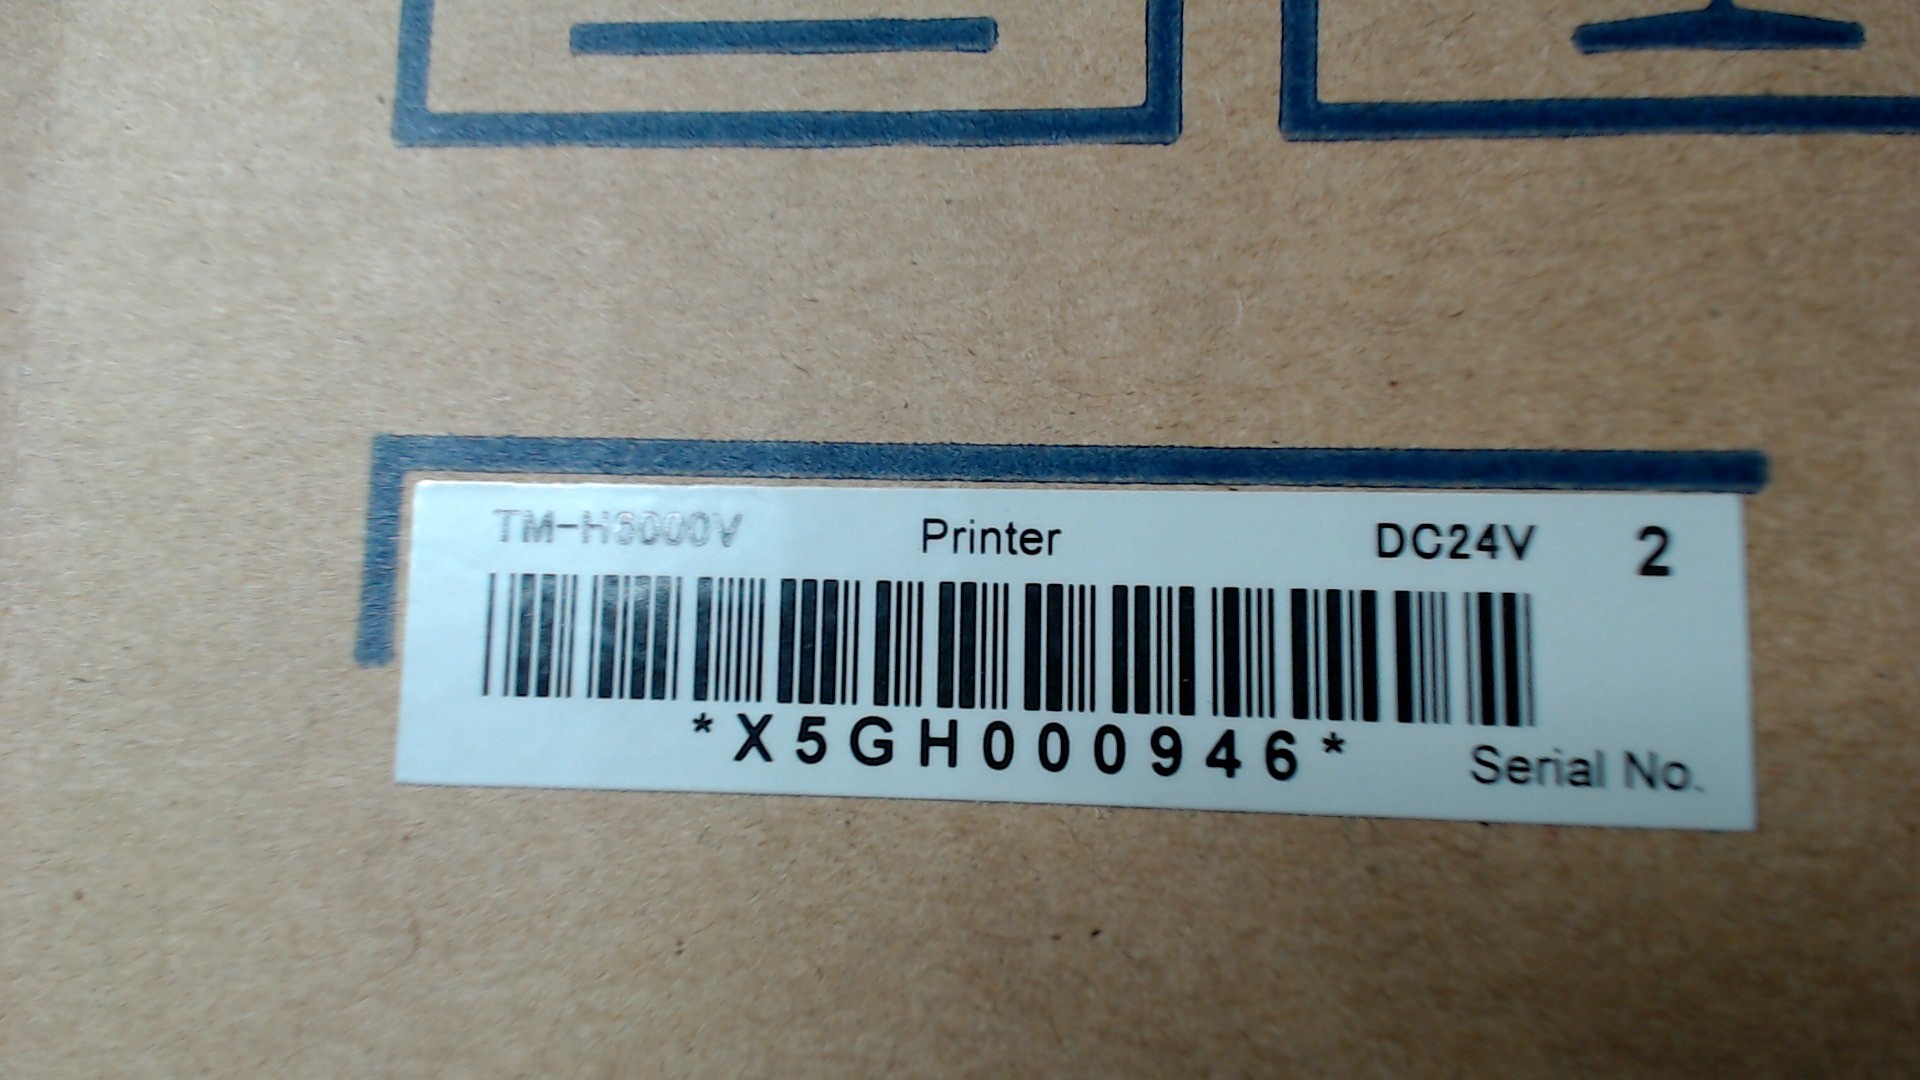 TM-H6000V Printer DC24V 2
*X5GH000946*
Serial No.